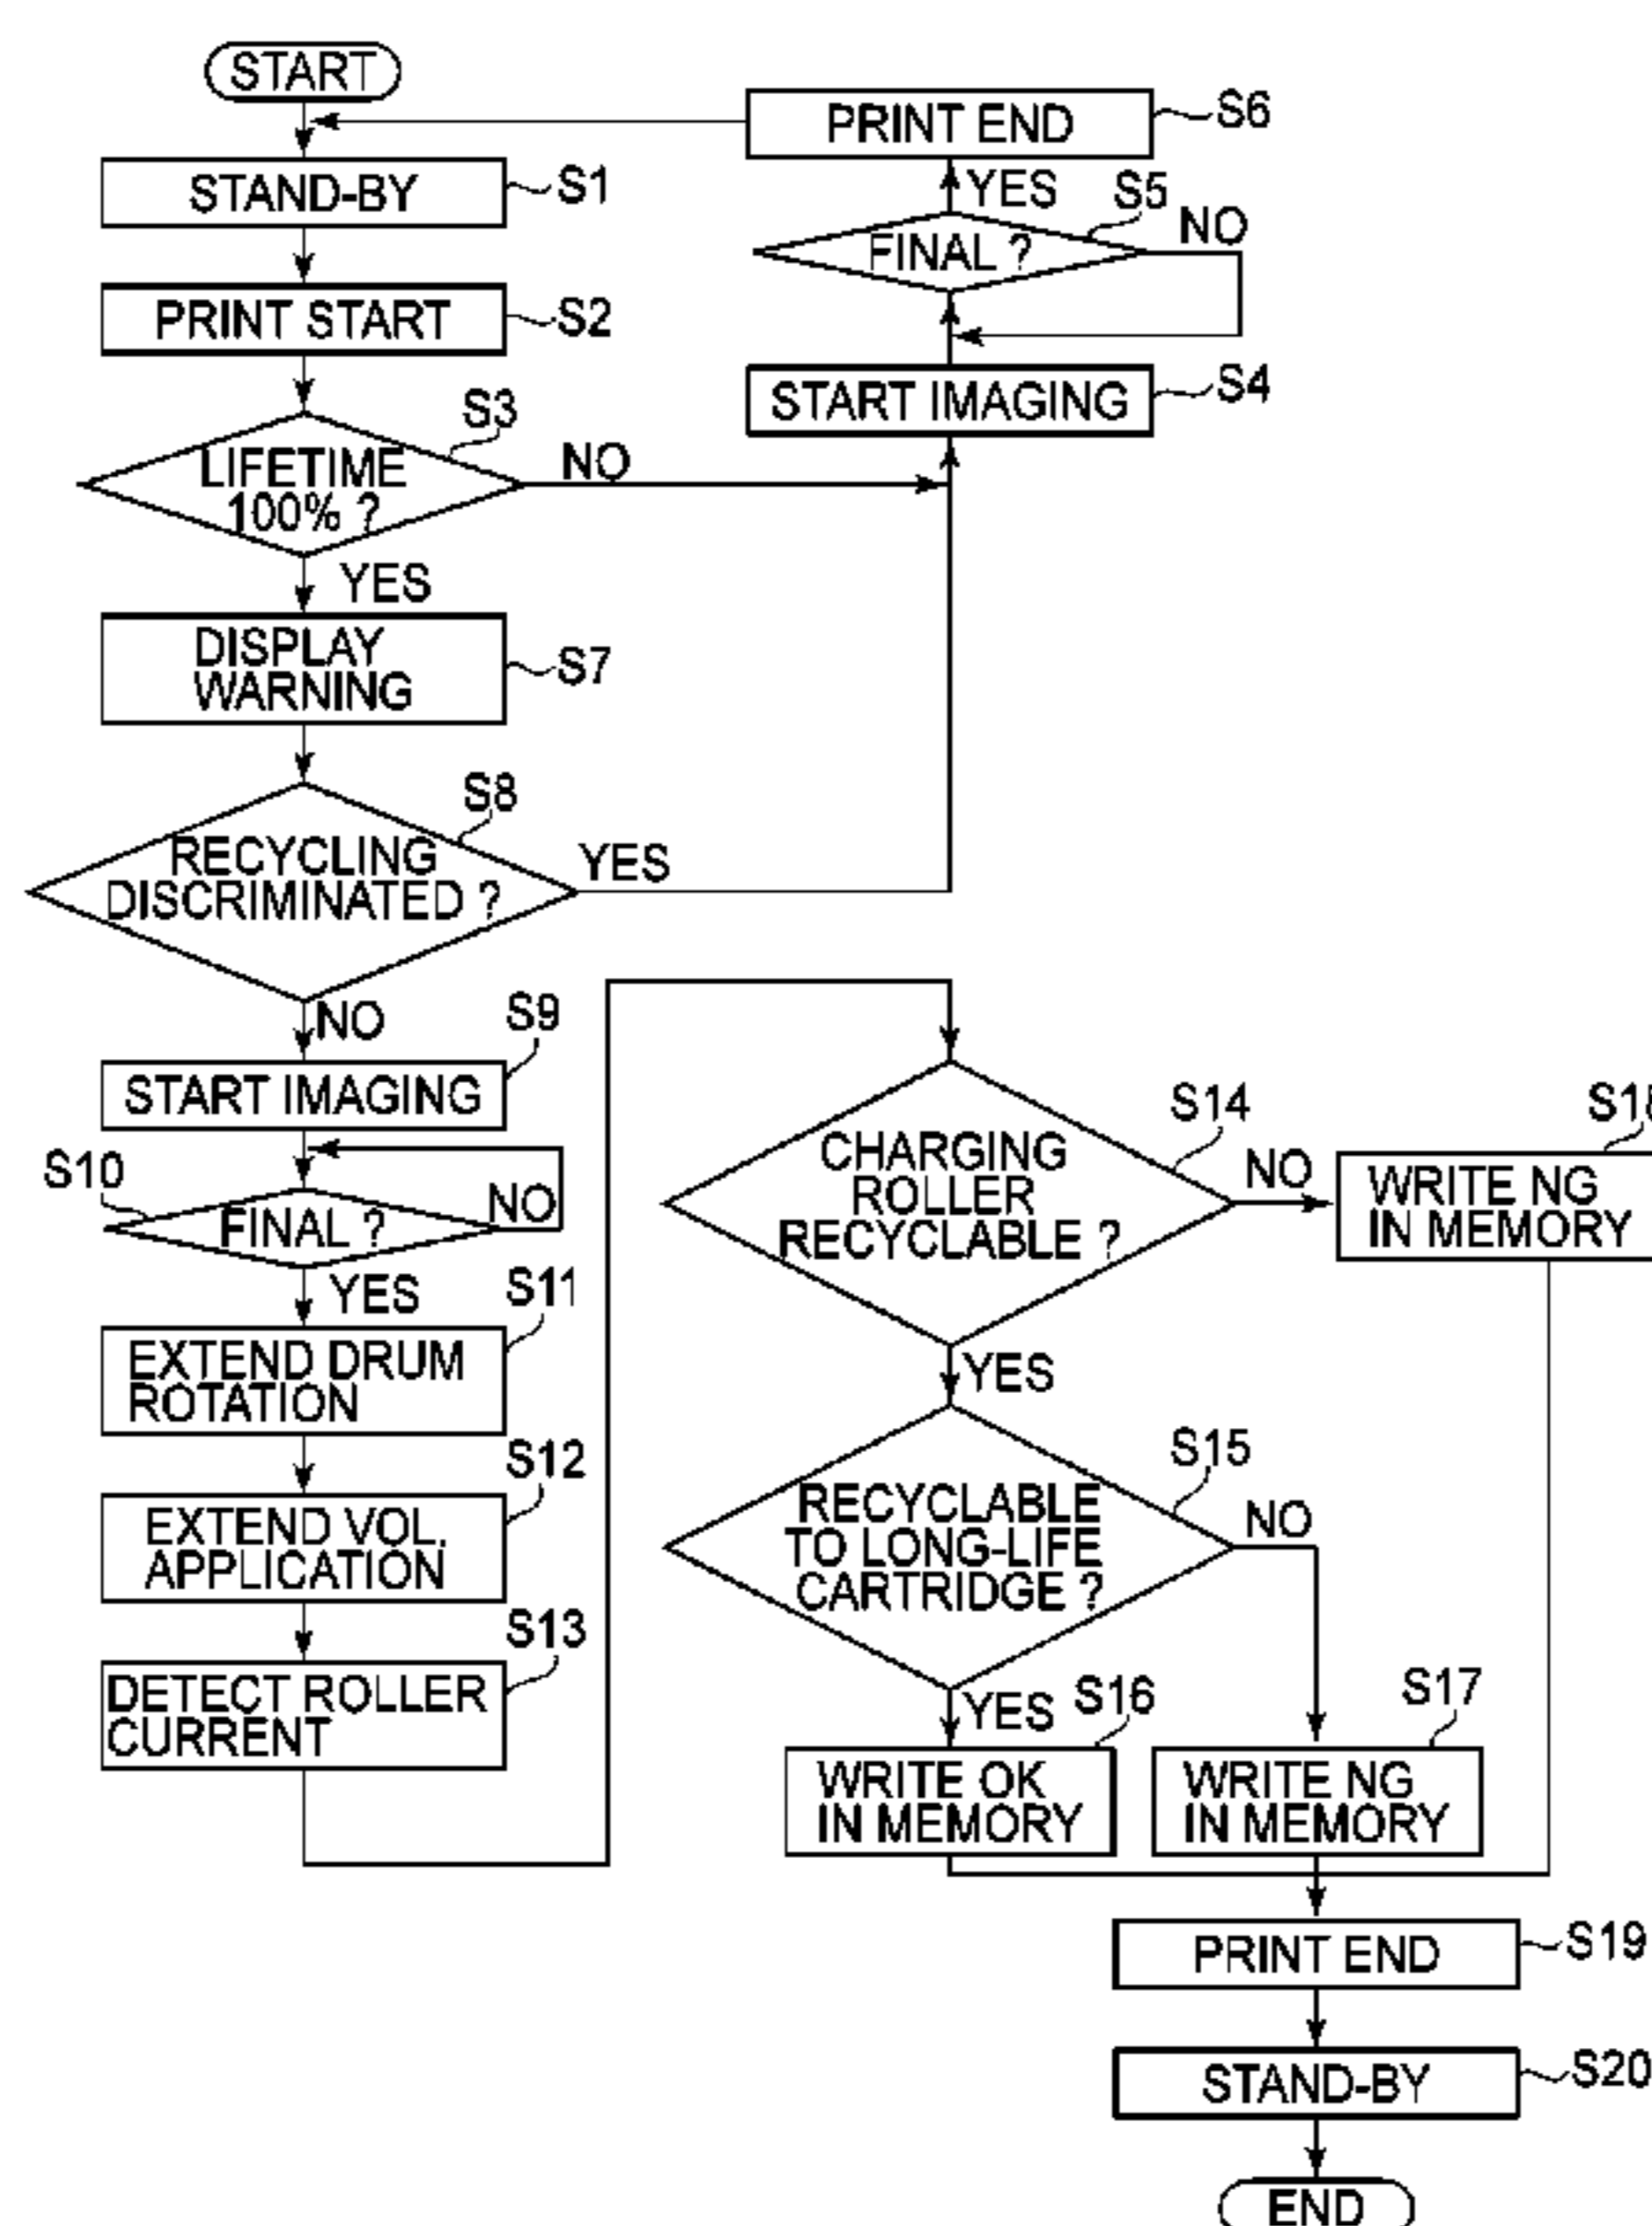 START
STAND-BY
S1
PRINT START
S2
LIFETIME
100% ?
S3
NO
YES
PRINT END
S6
YES
FINAL ?
S5
NO
START IMAGING
S4
DISPLAY
WARNING
S7
RECYCLING
DISCRIMINATED ?
S8
YES
NO
START IMAGING
S9
S10
FINAL ?
NO
YES
EXTEND DRUM
ROTATION
S11
EXTEND VOL.
APPLICATION
S12
DETECT ROLLER
CURRENT
S13
CHARGING
ROLLER
RECYCLABLE ?
S14
NO
WRITE NG
IN MEMORY
YES
RECYCLABLE
TO LONG-LIFE
CARTRIDGE ?
S15
NO
YES
WRITE OK
IN MEMORY
S16
WRITE NG
IN MEMORY
S17
PRINT END
S19
STAND-BY
S20
END